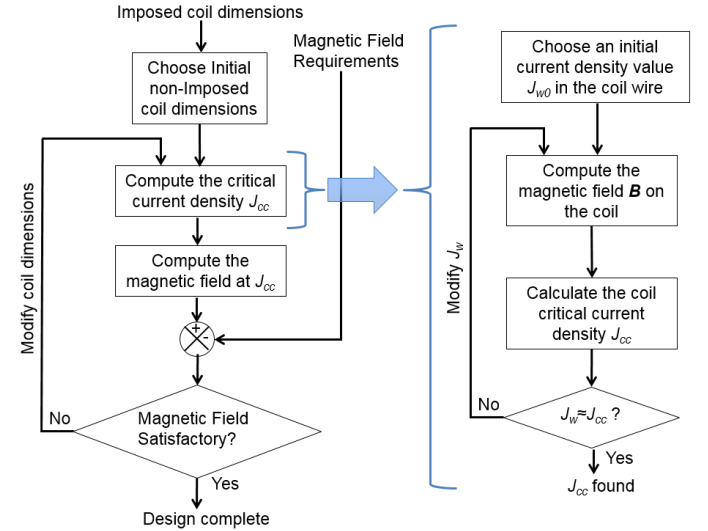 Imposed coil dimensions
Choose Initial
non-Imposed
coil dimensions
Magnetic Field
Requirements
Modify coil dimensions
Compute the critical
current density Jcc
Compute the
magnetic field at Jcc
+
-
Magnetic Field
Satisfactory?
No
Yes
Design complete
Choose an initial
current density value
Jw0 in the coil wire
Modify Jw
Compute the
magnetic field B on
the coil
Calculate the coil
critical current
density Jcc
Jw≈Jcc ?
No
Yes
Jcc found